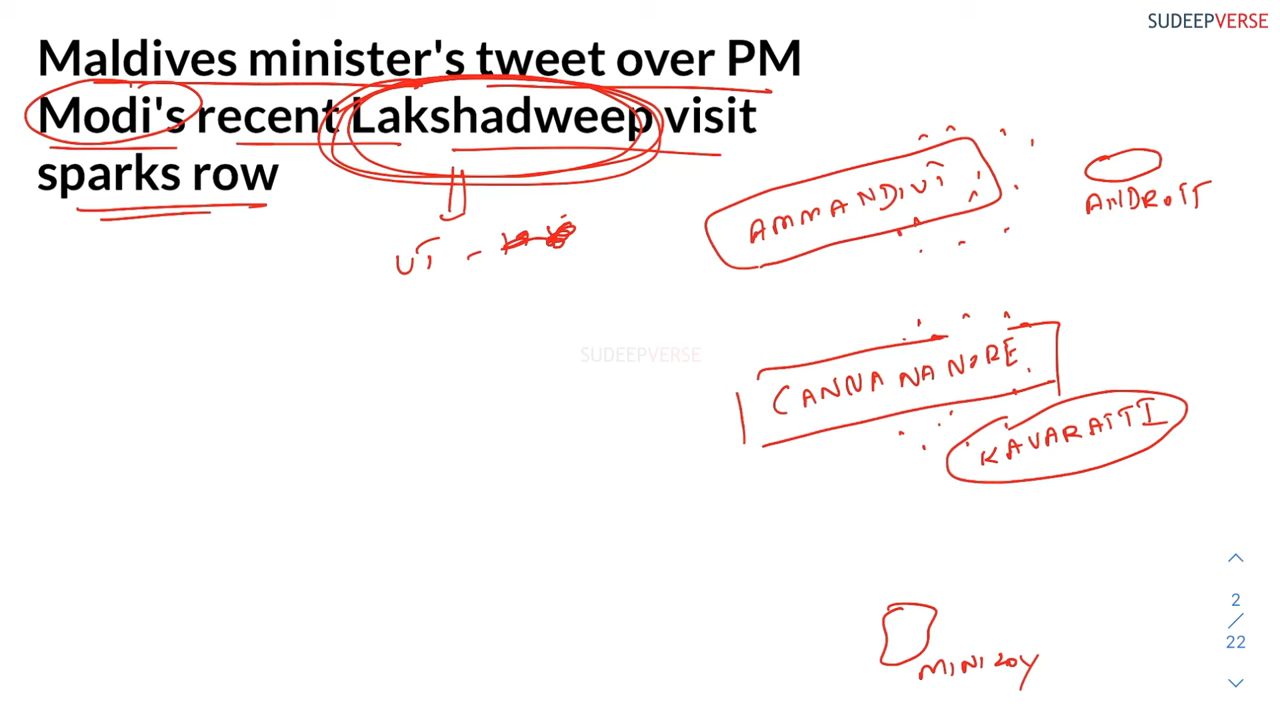 SUDEEPVERSE
Maldives minister's tweet over PM
Modi's recent Lakshadweep visit
sparks row
AMMANDIVI
ANDROTT
UT -
SUDEEPVERSE
CANNANORE
KAVARATTI
2
/
22
MINIZOY